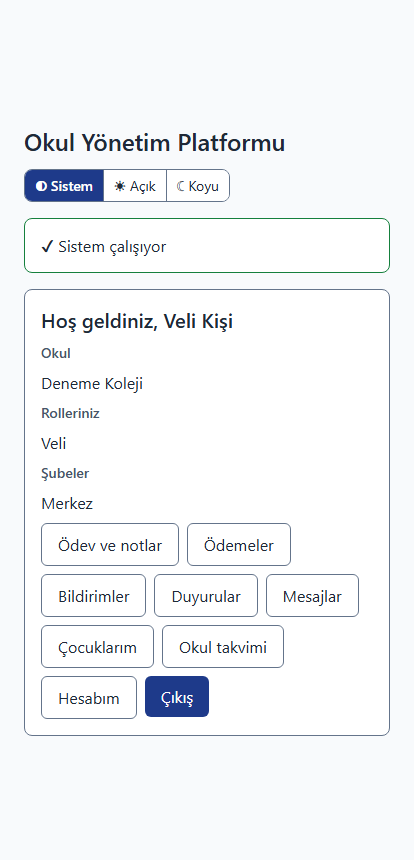 Okul Yönetim Platformu
◐ Sistem ☀ Açık ☾ Koyu
✓ Sistem çalışıyor
Hoş geldiniz, Veli Kişi
Okul
Deneme Koleji
Rolleriniz
Veli
Şubeler
Merkez
Ödev ve notlar Ödemeler
Bildirimler Duyurular Mesajlar
Çocuklarım Okul takvimi
Hesabım Çıkış